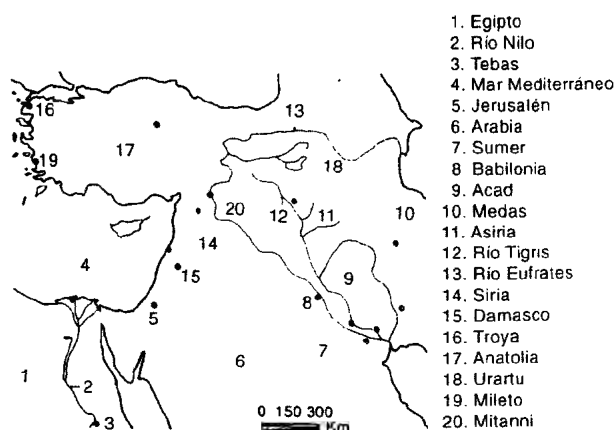 1. Egipto
2. Río Nilo
3. Tebas
4. Mar Mediterráneo
5. Jerusalén
6. Arabia
7. Sumer
8. Babilonia
9. Acad
10. Medas
11. Asiria
12. Río Tigris
13. Río Eufrates
14. Siria
15. Damasco
16. Troya
17. Anatolia
18. Urartu
19. Mileto
20. Mitanni
16
13
17
18
19
20
12
11
10
14
4
15
9
5
8
7
1
2
6
3
0 150 300
Km